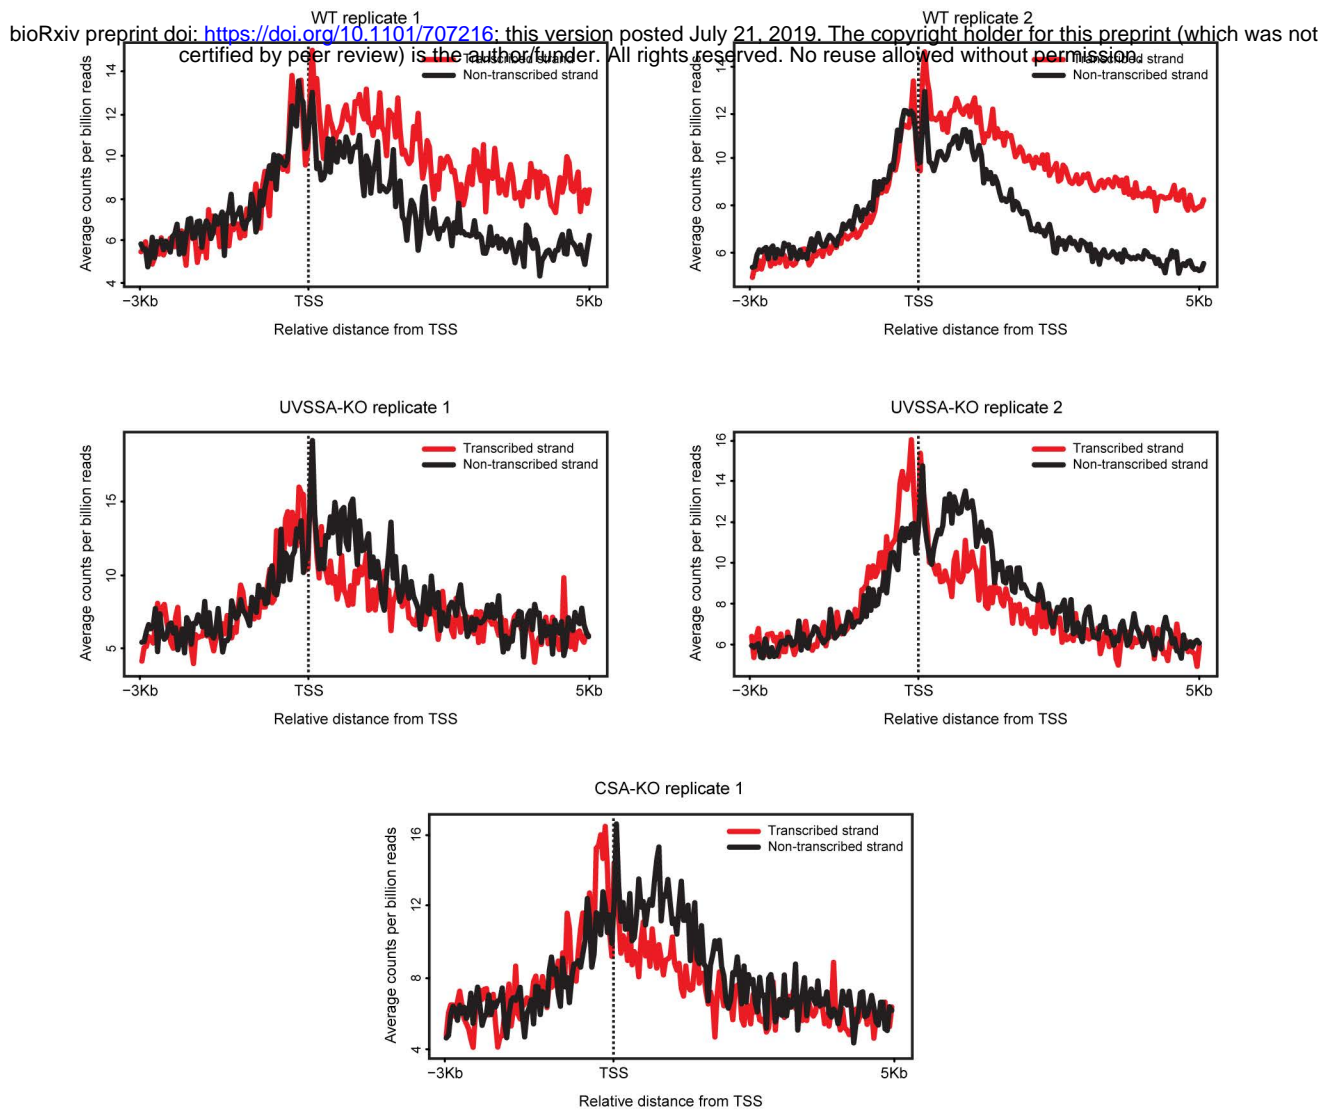 WT replicate 1
WT replicate 2
bioRxiv preprint doi: https://doi.org/10.1101/707216; this version posted July 21, 2019. The copyright holder for this preprint (which was not
certified by peer review) is the author/funder. All rights reserved. No reuse allowed without permission.
Transcribed strand
Non-transcribed strand
Average counts per billion reads
14
12
10
8
6
4
−3Kb
TSS
5Kb
Relative distance from TSS
Transcribed strand
Non-transcribed strand
Average counts per billion reads
14
12
10
8
6
−3Kb
TSS
5Kb
Relative distance from TSS
UVSSA-KO replicate 1
Transcribed strand
Non-transcribed strand
Average counts per billion reads
15
10
5
−3Kb
TSS
5Kb
Relative distance from TSS
UVSSA-KO replicate 2
Transcribed strand
Non-transcribed strand
Average counts per billion reads
16
14
12
10
8
6
−3Kb
TSS
5Kb
Relative distance from TSS
CSA-KO replicate 1
Transcribed strand
Non-transcribed strand
Average counts per billion reads
16
12
8
4
−3Kb
TSS
5Kb
Relative distance from TSS